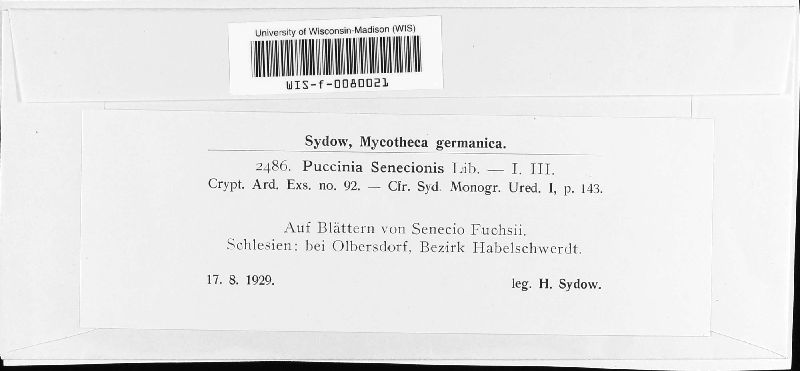 University of Wisconsin-Madison (WIS)
WIS-f-0080021
Sydow, Mycotheca germanica.
2486. Puccinia Senecionis Lib. — I. III.
Crypt. Ard. Exs. no. 92. — Cfr. Syd. Monogr. Ured. I, p. 143.
Auf Blättern von Senecio Fuchsii.
Schlesien: bei Olbersdorf, Bezirk Habelschwerdt.
17. 8. 1929.
leg. H. Sydow.